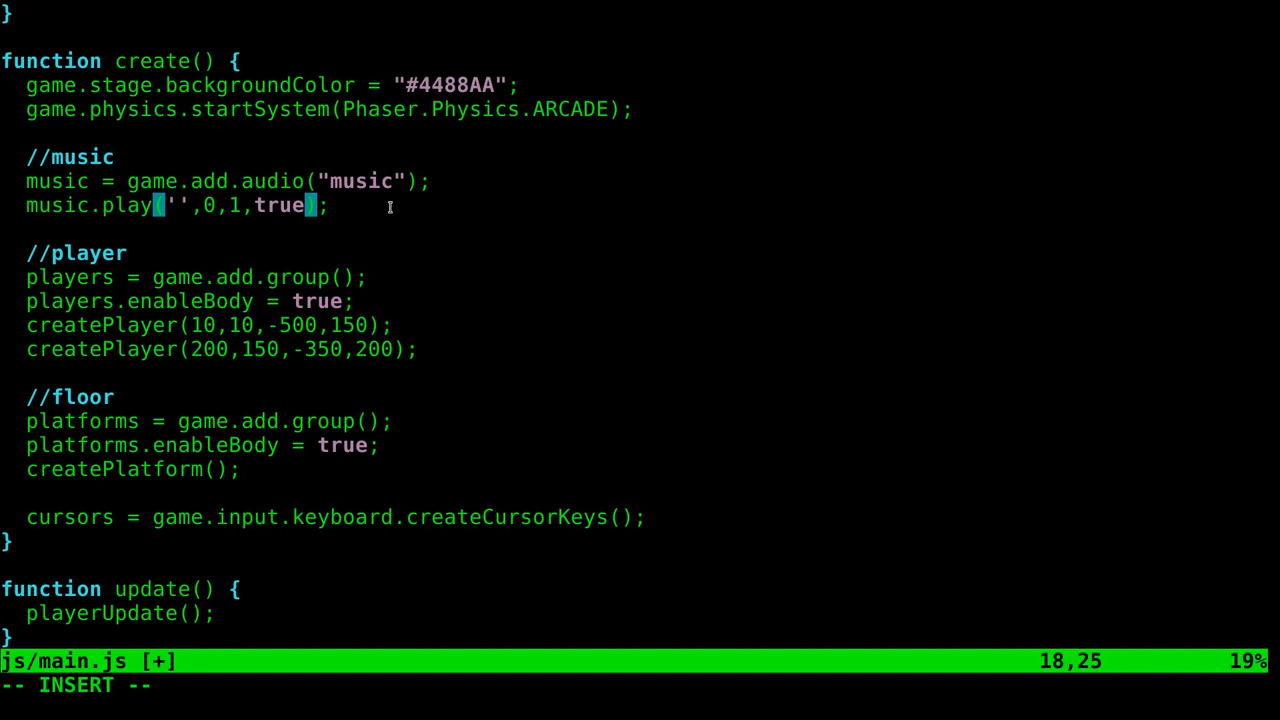 }
function create() {
  game.stage.backgroundColor = "#4488AA";
  game.physics.startSystem(Phaser.Physics.ARCADE);
  //music
  music = game.add.audio("music");
  music.play('',0,1,true);
  //player
  players = game.add.group();
  players.enableBody = true;
  createPlayer(10,10,-500,150);
  createPlayer(200,150,-350,200);
  //floor
  platforms = game.add.group();
  platforms.enableBody = true;
  createPlatform();
  cursors = game.input.keyboard.createCursorKeys();
}
function update() {
  playerUpdate();
}
js/main.js [+] 18,25 19%
-- INSERT --